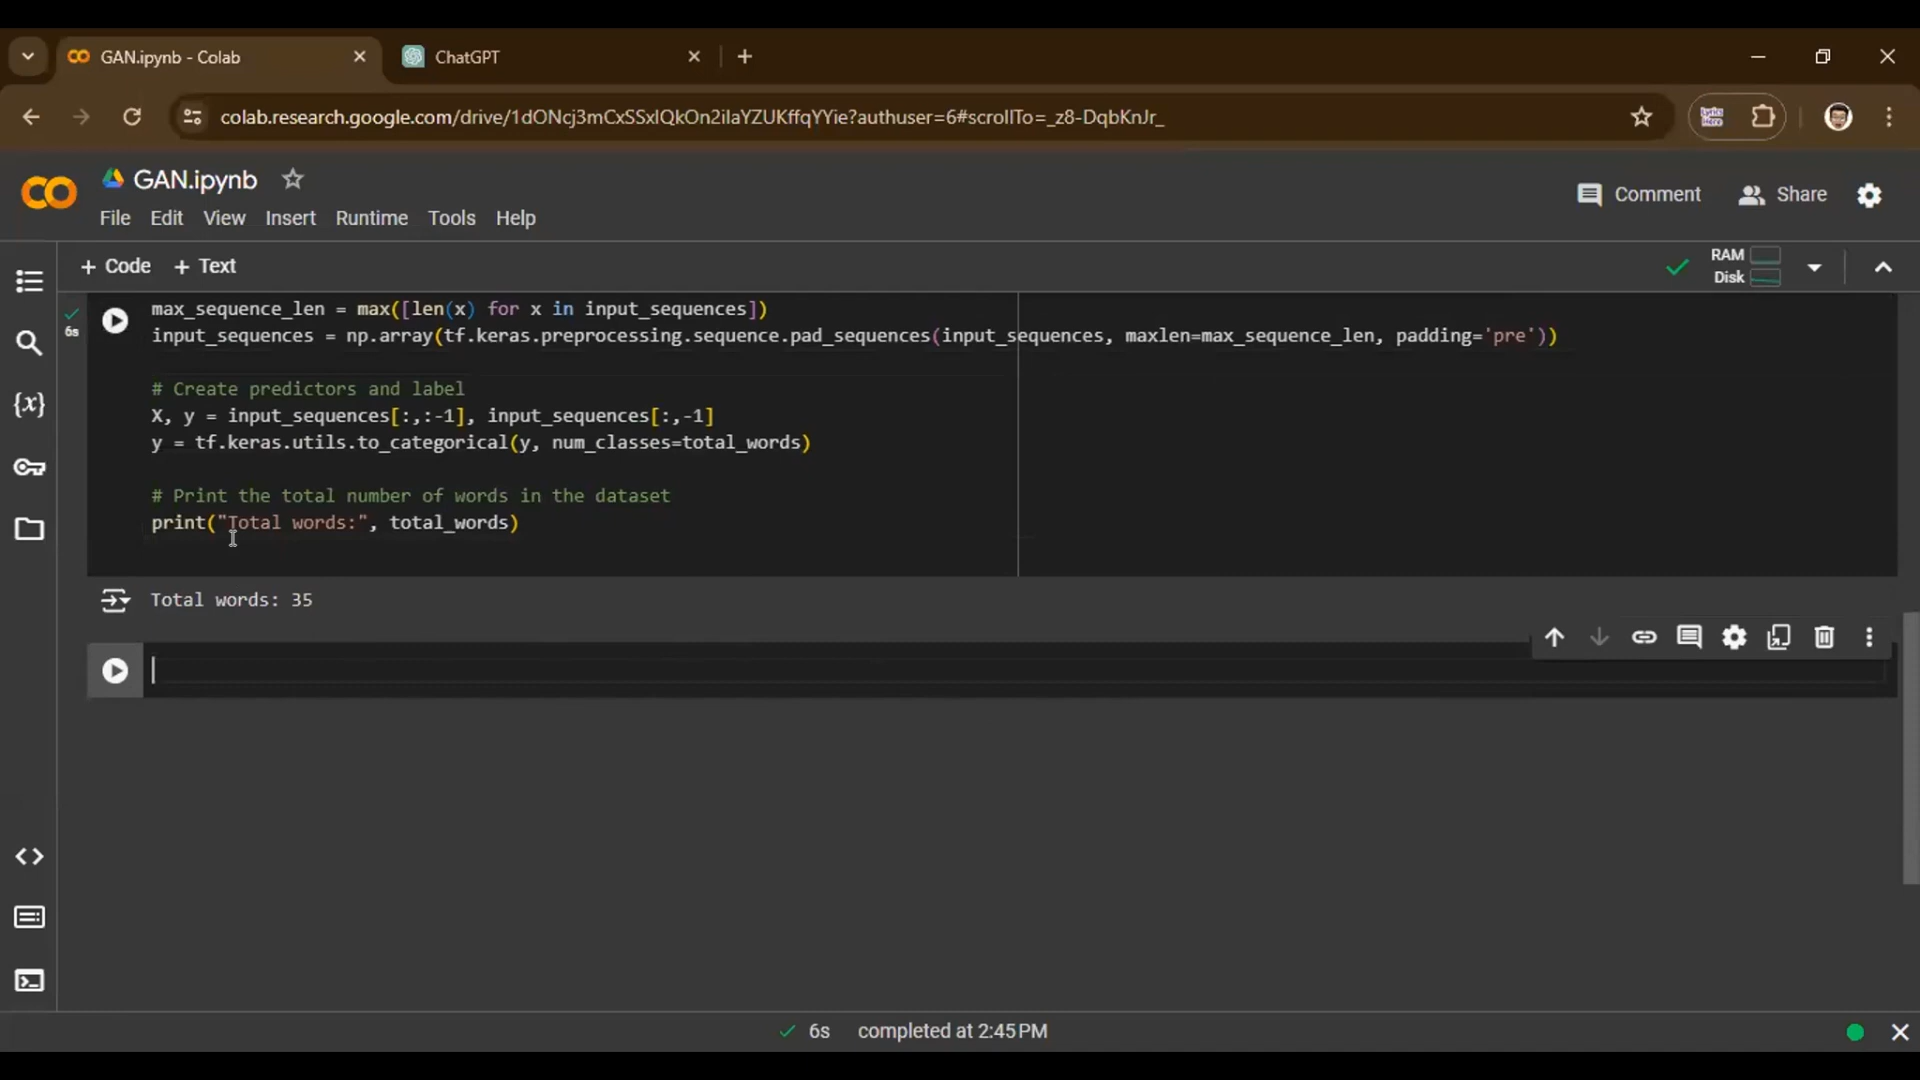 GAN.ipynb - Colab
ChatGPT
colab.research.google.com/drive/1dONcj3mCxSSxlQkOn2ilaYZUKffqYYie?authuser=6#scrollTo=_z8-DqbKnJr_
GAN.ipynb
Comment
Share
File Edit View Insert Runtime Tools Help
+ Code + Text
RAM
Disk
6s
max_sequence_len = max([len(x) for x in input_sequences])
input_sequences = np.array(tf.keras.preprocessing.sequence.pad_sequences(input_sequences, maxlen=max_sequence_len, padding='pre'))
# Create predictors and label
X, y = input_sequences[:,:-1], input_sequences[:,-1]
y = tf.keras.utils.to_categorical(y, num_classes=total_words)
# Print the total number of words in the dataset
print("Total words:", total_words)
Total words: 35
6s completed at 2:45 PM